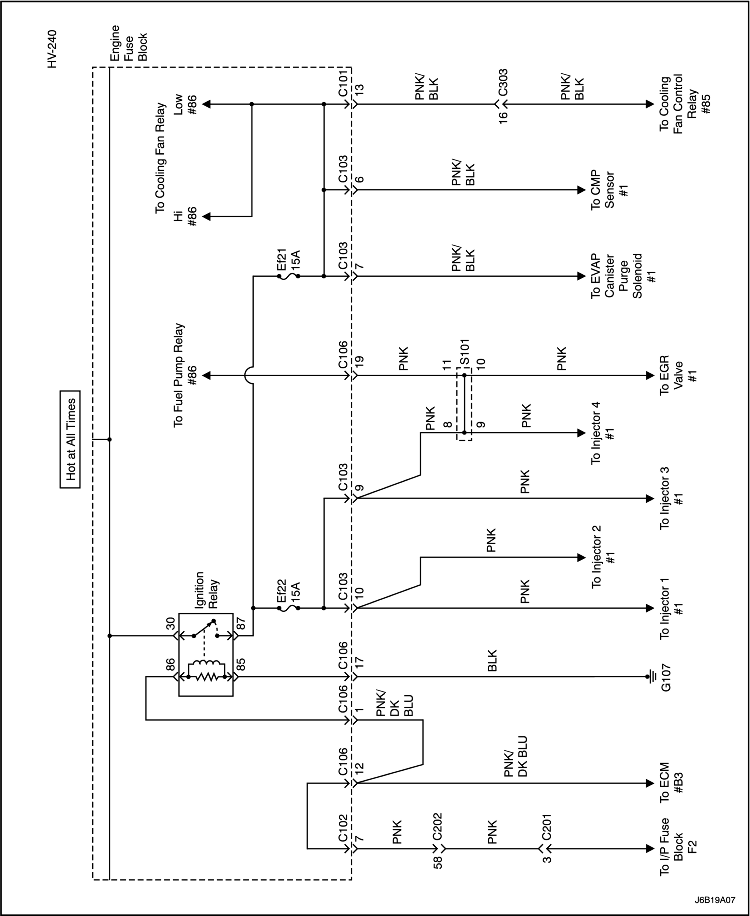 HV-240
Engine
Fuse
Block
Hot at All Times
To Cooling Fan Relay
Low
#86
Hi
#86
To Fuel Pump Relay
#86
Ignition
Relay
30
87
86
85
Ef21
15A
Ef22
15A
C101
13
PNK/
BLK
C303
16
PNK/
BLK
To Cooling
Fan Control
Relay
#85
C103
6
PNK/
BLK
To CMP
Sensor
#1
C103
7
PNK/
BLK
To EVAP
Canister
Purge
Solenoid
#1
C106
19
PNK
11
S101
10
PNK
To EGR
Valve
#1
PNK
8
9
PNK
To Injector 4
#1
C103
9
PNK
To Injector 3
#1
PNK
To Injector 2
#1
C103
10
PNK
To Injector 1
#1
C106
17
BLK
G107
C106
1
PNK/
DK
BLU
C106
12
PNK/
DK BLU
To ECM
#B3
C102
7
PNK
C202
58
PNK
C201
3
To I/P Fuse
Block
F2
J6B19A07